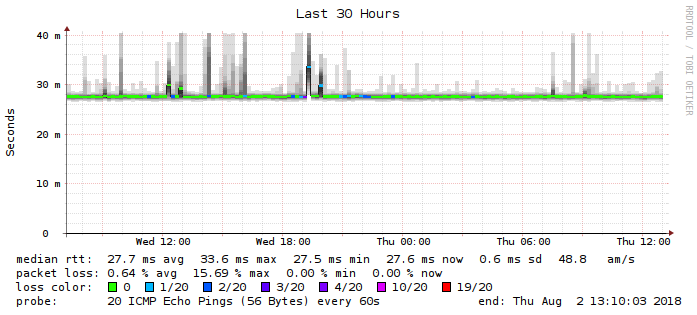 Last 30 Hours
RRDTOOL / TOBI OETIKER
Seconds
40 m
30 m
20 m
10 m
0
Wed 12:00 Wed 18:00 Thu 00:00 Thu 06:00 Thu 12:00
median rtt: 27.7 ms avg 33.6 ms max 27.5 ms min 27.6 ms now 0.6 ms sd 48.8 am/s
packet loss: 0.64 % avg 15.69 % max 0.00 % min 0.00 % now
loss color: 0 1/20 2/20 3/20 4/20 10/20 19/20
probe: 20 ICMP Echo Pings (56 Bytes) every 60s end: Thu Aug 2 13:10:03 2018